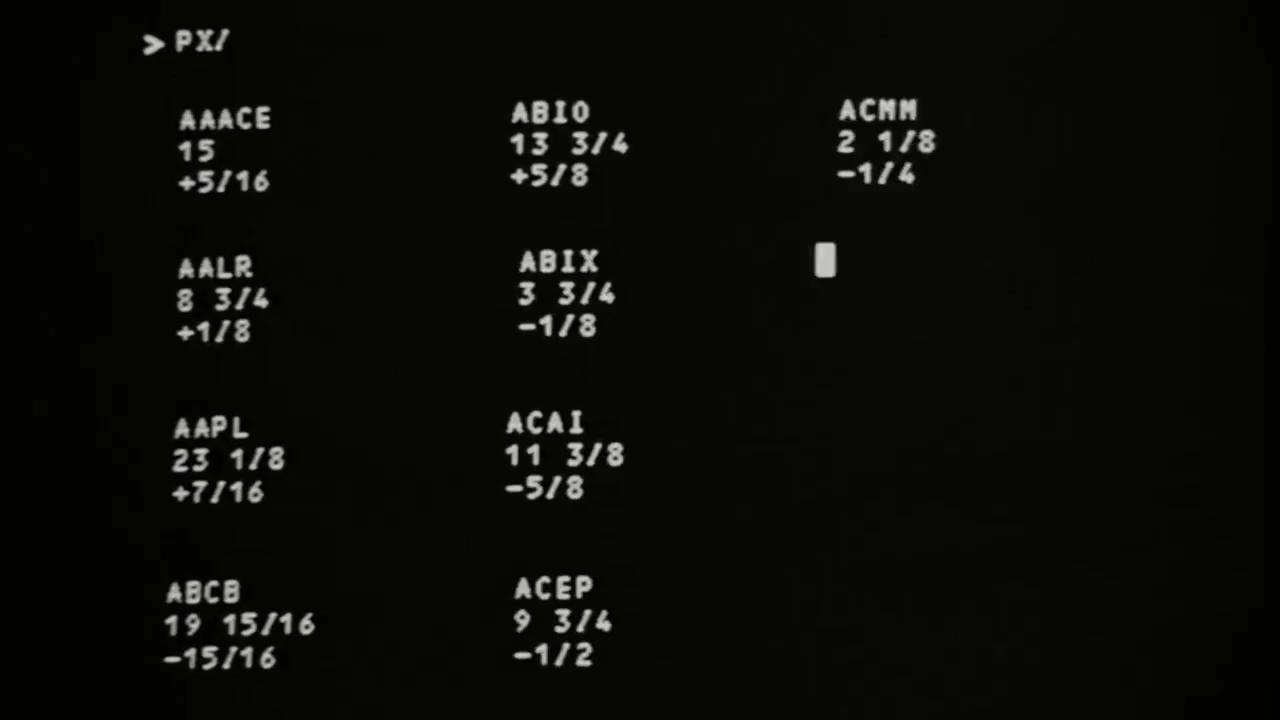 > PX/
AAACE
15
+5/16
AALR
8 3/4
+1/8
AAPL
23 1/8
+7/16
ABCB
19 15/16
-15/16
ABIO
13 3/4
+5/8
ABIX
3 3/4
-1/8
ACAI
11 3/8
-5/8
ACEP
9 3/4
-1/2
ACMM
2 1/8
-1/4